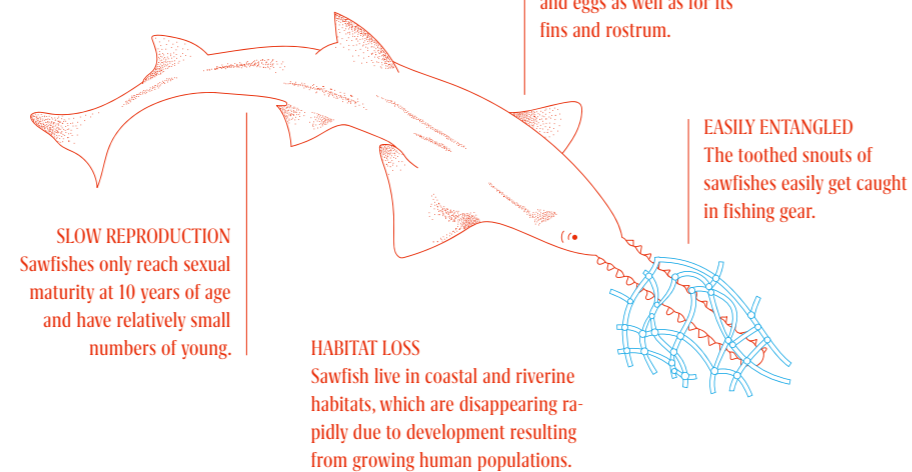 and eggs as well as for its
fins and rostrum.
EASILY ENTANGLED
The toothed snouts of
sawfishes easily get caught
in fishing gear.
SLOW REPRODUCTION
Sawfishes only reach sexual
maturity at 10 years of age
and have relatively small
numbers of young.
HABITAT LOSS
Sawfish live in coastal and riverine
habitats, which are disappearing ra-
pidly due to development resulting
from growing human populations.